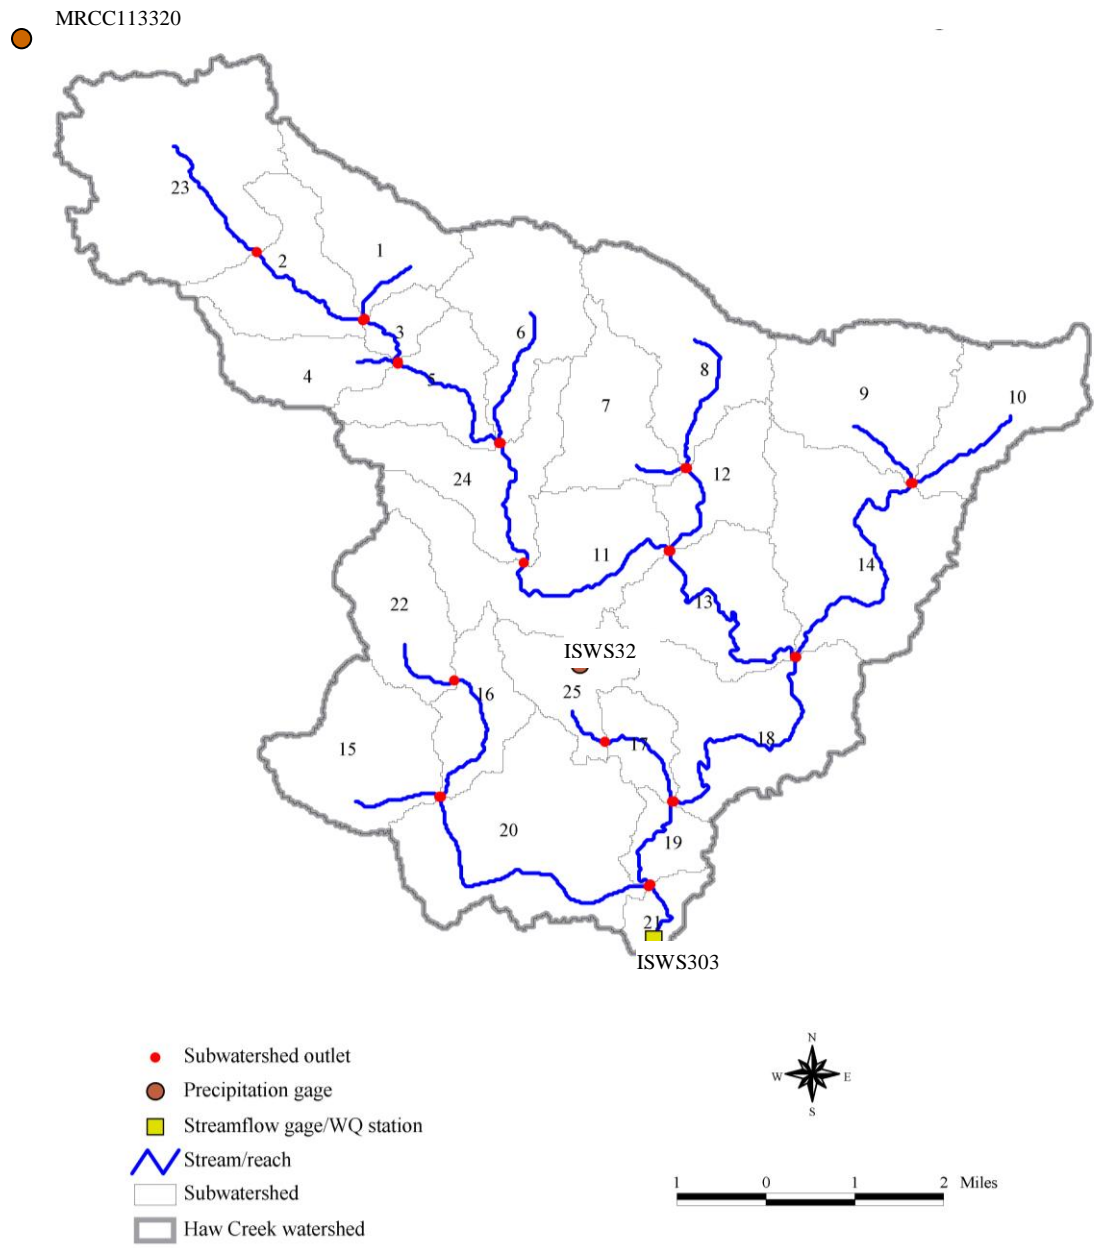 MRCC113320
23
1
2
3
6
4
5
8
9
10
7
24
12
11
14
22
13
ISWS32
25
16
15
17
18
20
19
21
ISWS303
Subwatershed outlet
Precipitation gage
Streamflow gage/WQ station
Stream/reach
Subwatershed
Haw Creek watershed
N
W E
S
1 0 1 2 Miles